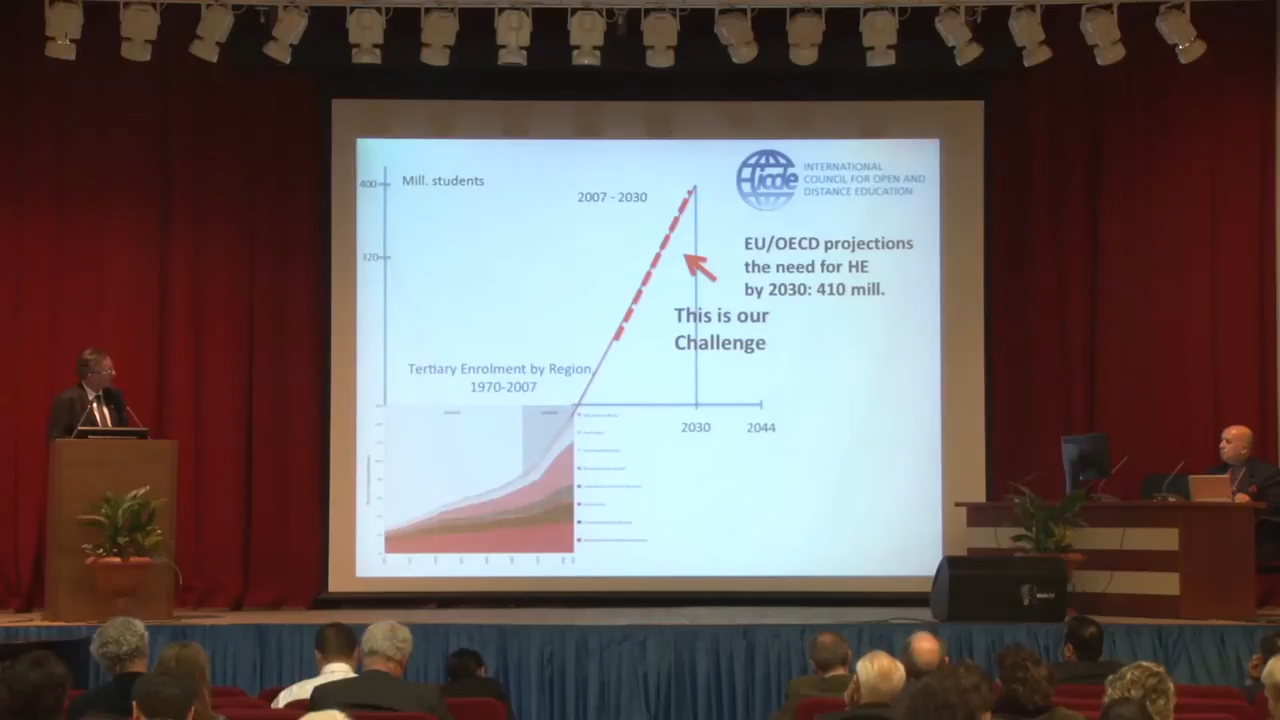 400
Mill. students
2007 - 2030
icde
INTERNATIONAL
COUNCIL FOR OPEN AND
DISTANCE EDUCATION
EU/OECD projections
the need for HE
by 2030: 410 mill.
This is our
Challenge
Tertiary Enrolment by Region,
1970-2007
2030
2044